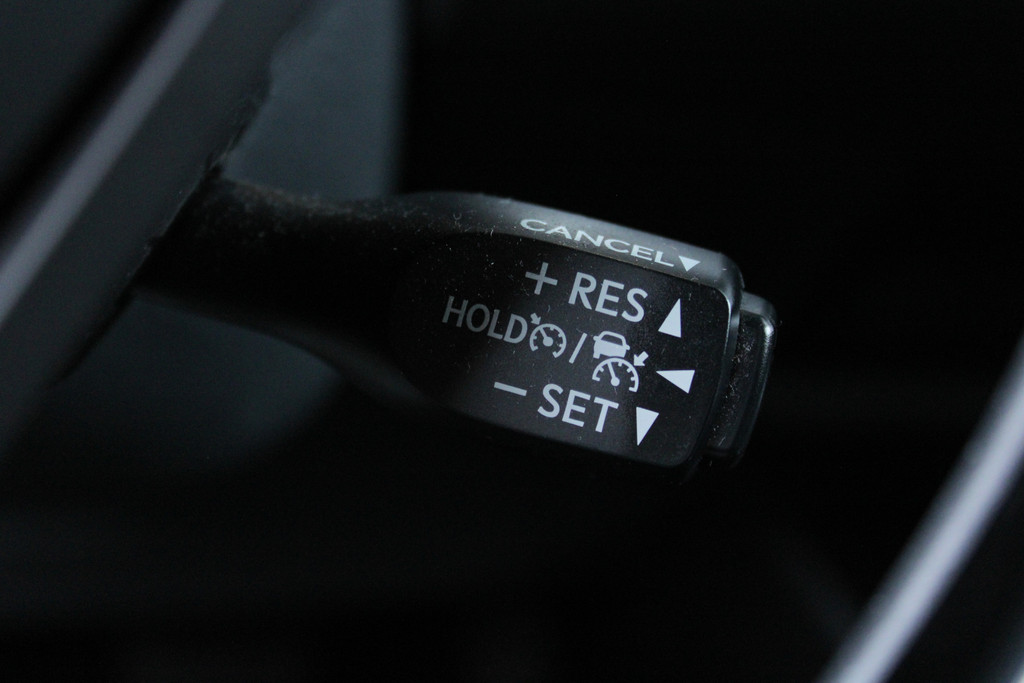 CANCEL
+ RES
HOLD /
− SET